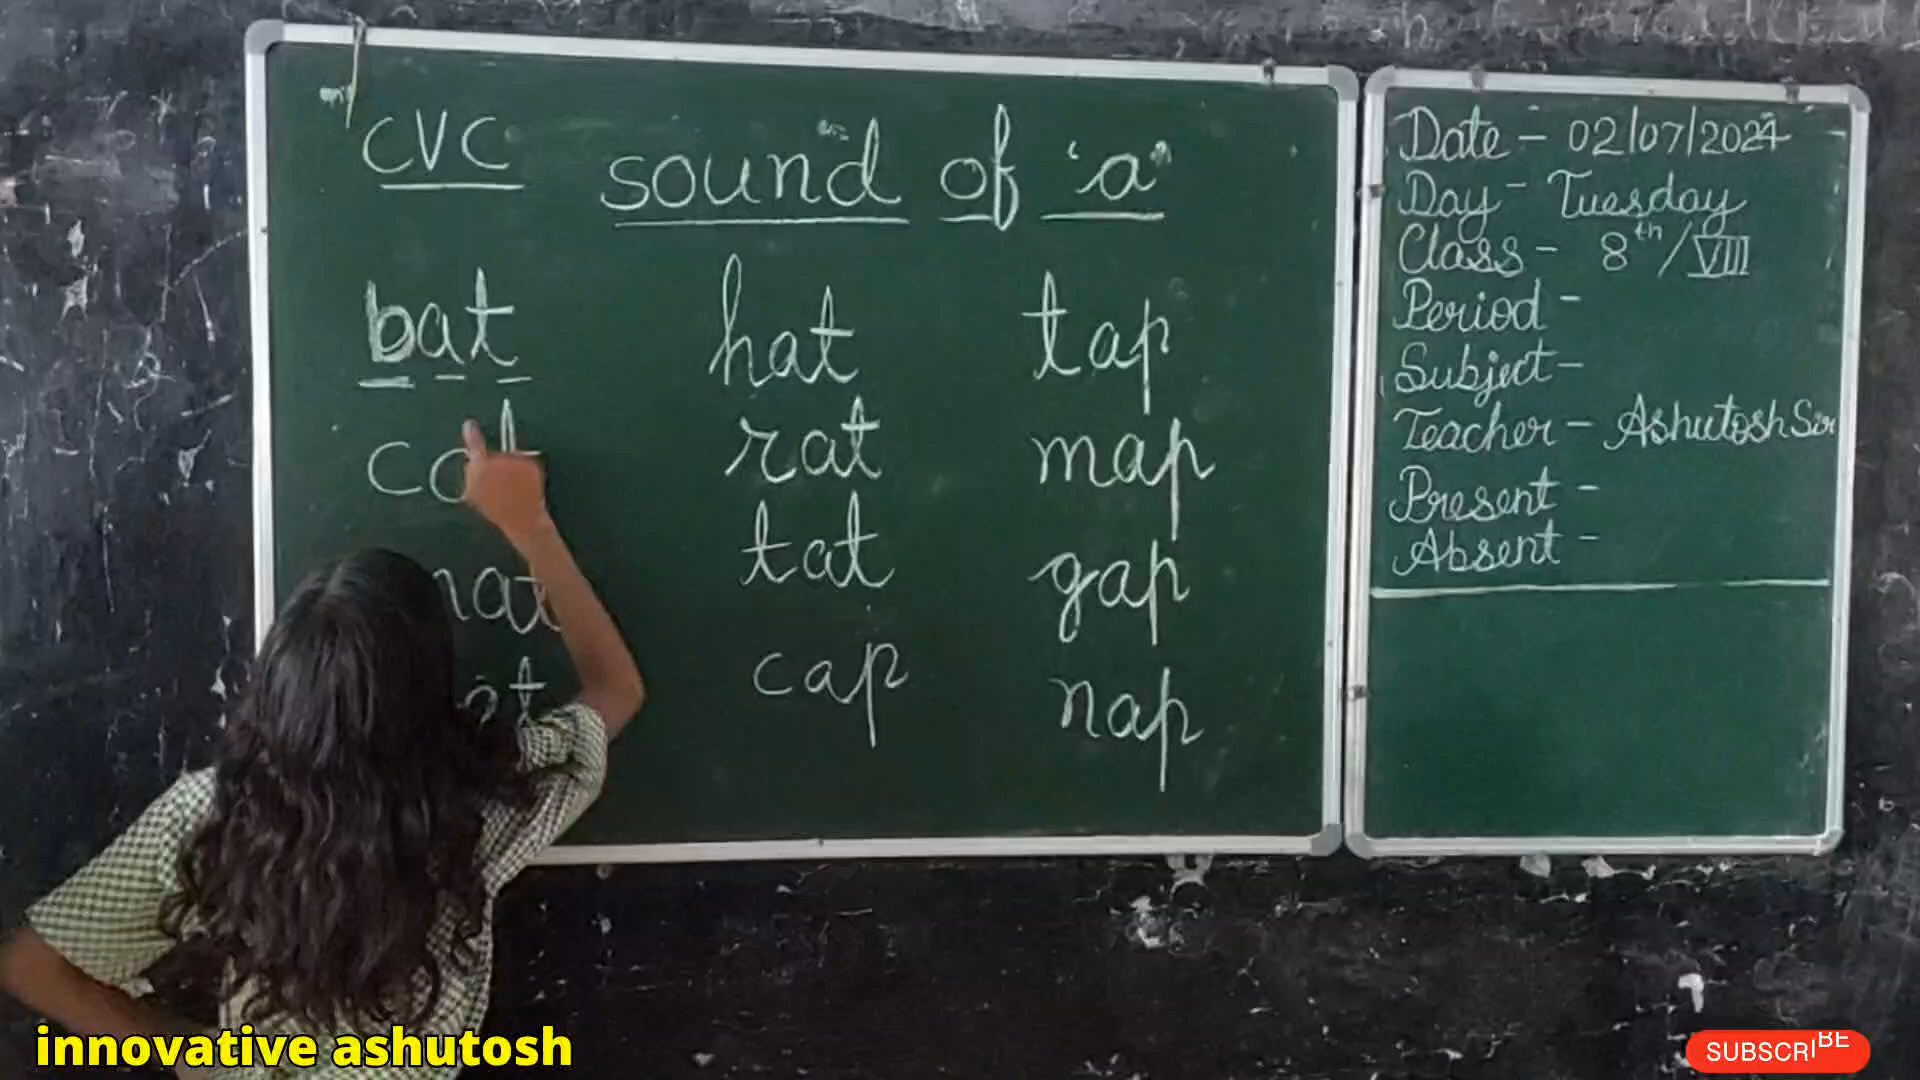 CVC
sound of 'a'
bat hat tap
rat map
tat gap
cap nap
Date - 02/07/2024
Day - Tuesday
Class - 8th/VIII
Period -
Subject -
Teacher - Ashutosh Sir
Present -
Absent -
innovative ashutosh
SUBSCRIBE